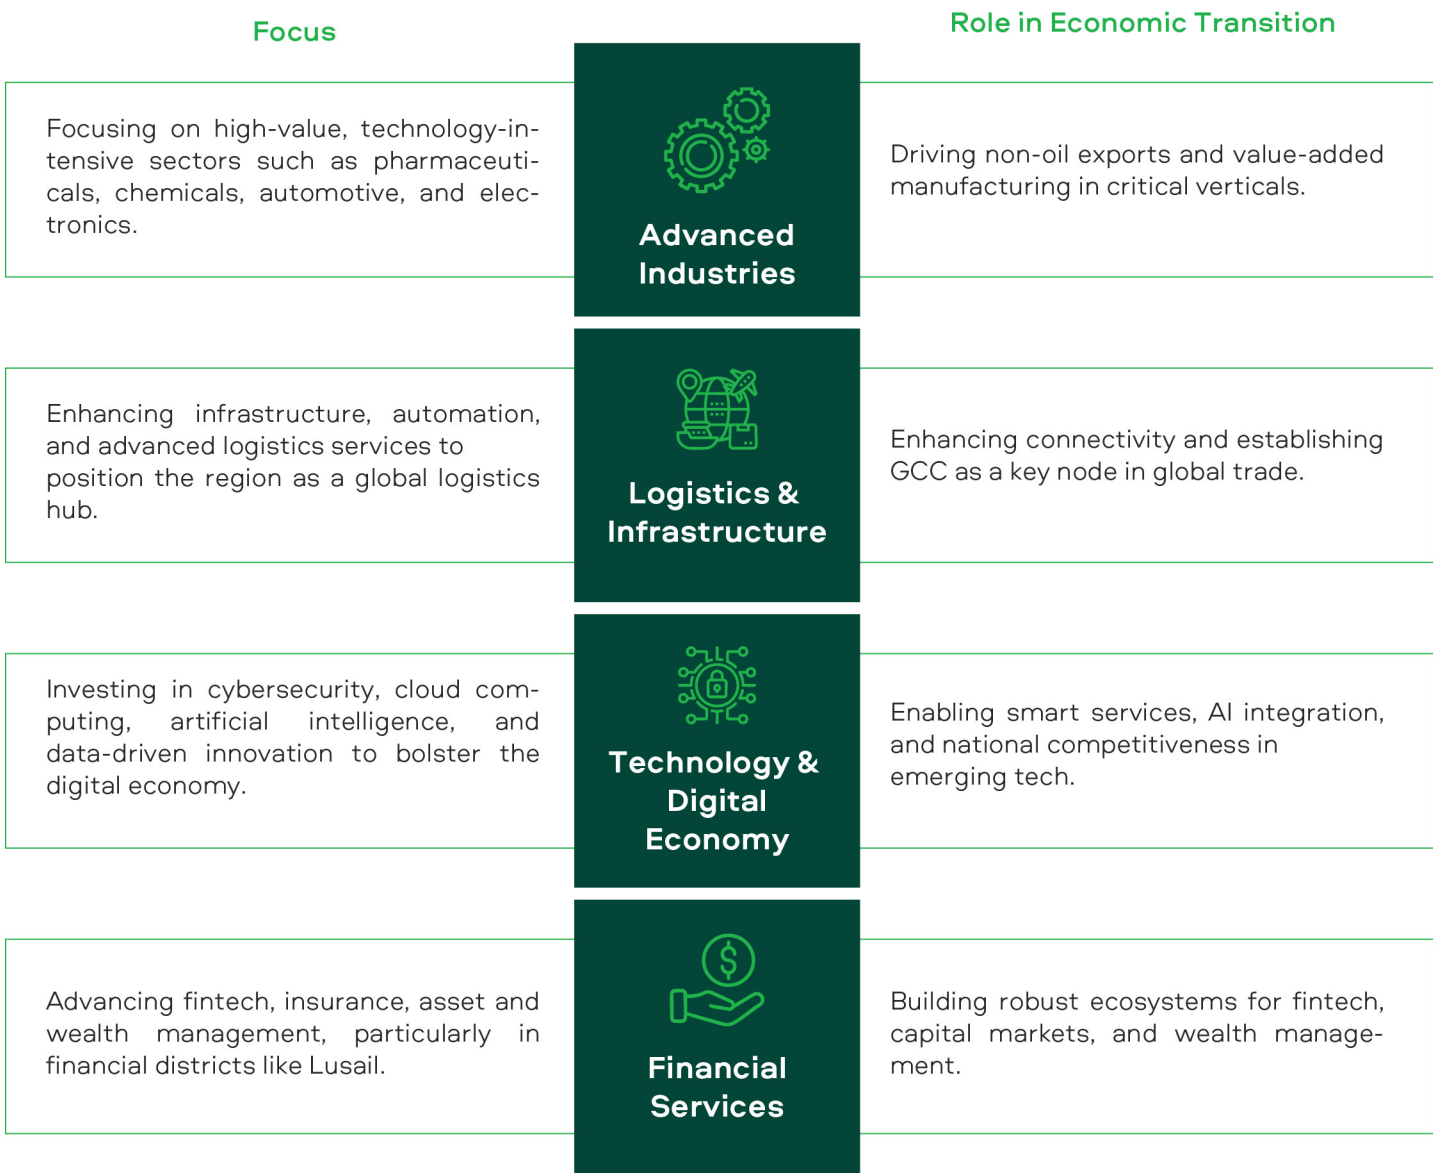 Focus
Role in Economic Transition
Focusing on high-value, technology-in-
tensive sectors such as pharmaceuti-
cals, chemicals, automotive, and elec-
tronics.
Advanced
Industries
Driving non-oil exports and value-added
manufacturing in critical verticals.
Enhancing infrastructure, automation,
and advanced logistics services to
position the region as a global logistics
hub.
Logistics &
Infrastructure
Enhancing connectivity and establishing
GCC as a key node in global trade.
Investing in cybersecurity, cloud com-
puting, artificial intelligence, and
data-driven innovation to bolster the
digital economy.
Technology &
Digital
Economy
Enabling smart services, AI integration,
and national competitiveness in
emerging tech.
Advancing fintech, insurance, asset and
wealth management, particularly in
financial districts like Lusail.
Financial
Services
Building robust ecosystems for fintech,
capital markets, and wealth manage-
ment.